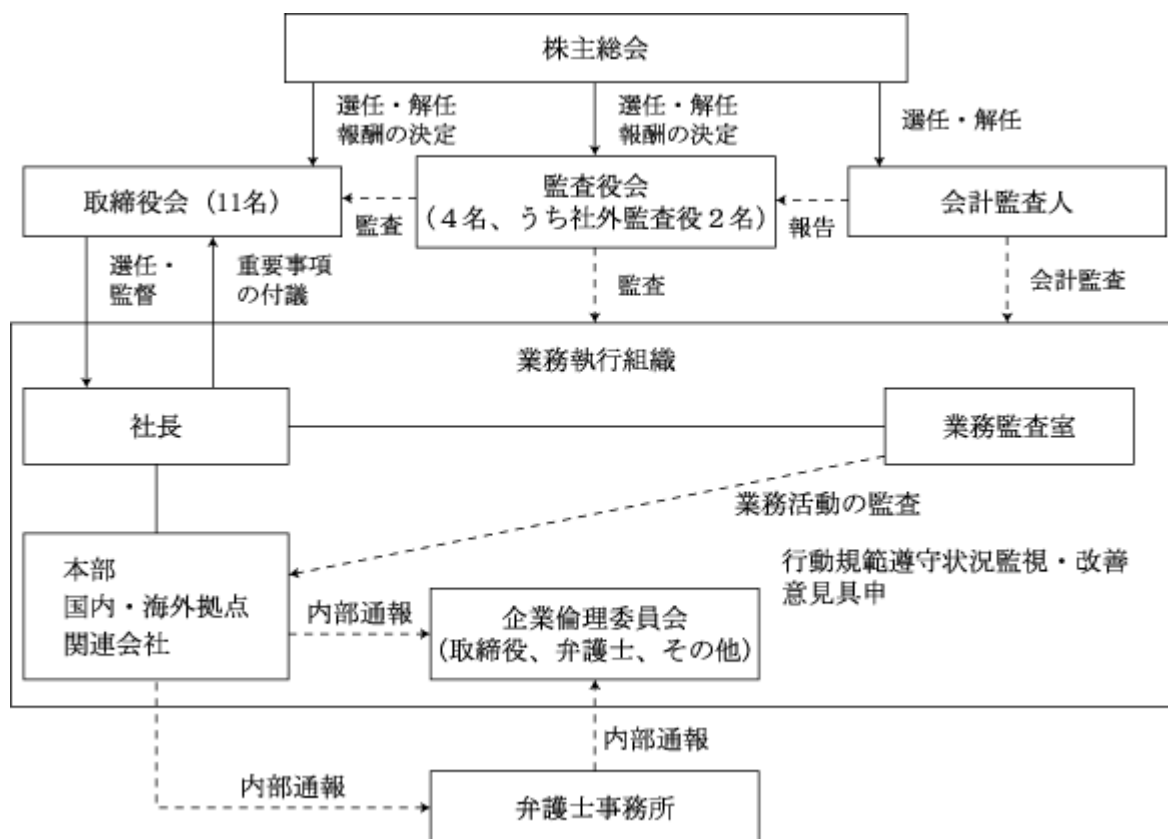 株主総会
選任・解任
報酬の決定
選任・解任
報酬の決定
選任・解任
取締役会（11名）
監査
監査役会
（４名、うち社外監査役２名）
報告
会計監査人
選任・
監督
重要事項
の付議
監査
会計監査
業務執行組織
社長
業務監査室
業務活動の監査
本部
国内・海外拠点
関連会社
行動規範遵守状況監視・改善
意見具申
内部通報
企業倫理委員会
（取締役、弁護士、その他）
内部通報
内部通報
弁護士事務所